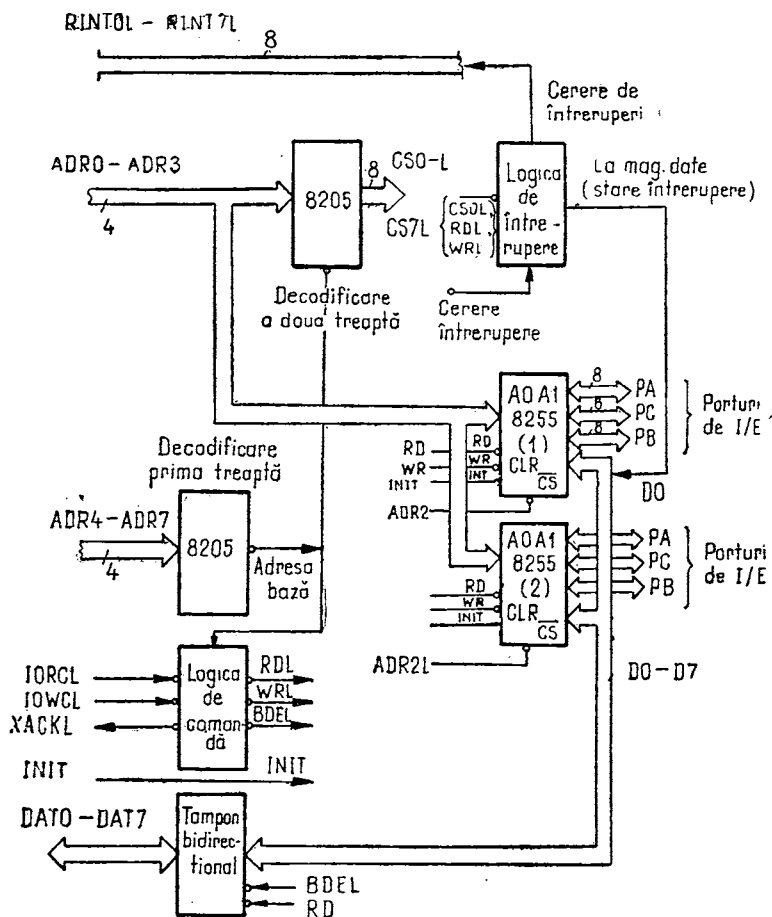 RINT0L - RINT7L
8
Cerere de
întreruperi
ADR0 - ADR3
4
8205
8
CS0-L
CS7L
CS0L
RDL
WRL
Logica
de
între-
rupere
La mag. date
(stare întrerupere)
Decodificare
a doua treaptă
Cerere
întrerupere
A0 A1
8255
(1)
CLR
CS
8
8
8
PA
PC
PB
Porturi
de I/E
RD
WR
INIT
RD
WR
INIT
ADR2
D0
Decodificare
prima treaptă
ADR4-ADR7
4
8205
Adresa
bază
A0 A1
8255
(2)
CLR
CS
PA
PC
PB
Porturi
de I/E
RD
WR
INIT
ADR2L
D0-D7
IORCL
IOWCL
XACKL
Logica
de
coman-
dă
RDL
WRL
BDEL
INIT
INIT
DAT0 - DAT7
Tampon
bidirec-
țional
BDEL
RD